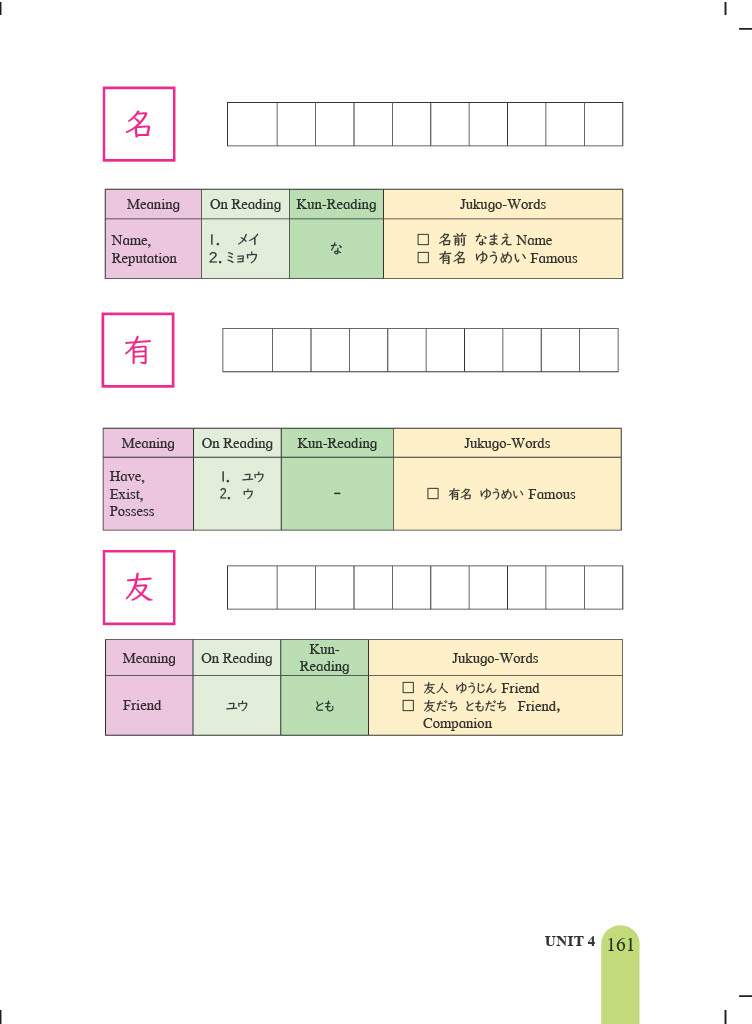 名
Meaning On Reading Kun-Reading Jukugo-Words
Name,
Reputation
1. メイ
2. ミョウ
な
☐ 名前 なまえ Name
☐ 有名 ゆうめい Famous
有
Meaning On Reading Kun-Reading Jukugo-Words
Have,
Exist,
Possess
1. ユウ
2. ウ
–
☐ 有名 ゆうめい Famous
友
Meaning On Reading Kun-
Reading Jukugo-Words
Friend
ユウ
とも
☐ 友人 ゆうじん Friend
☐ 友だち ともだち Friend,
Companion
UNIT 4 161